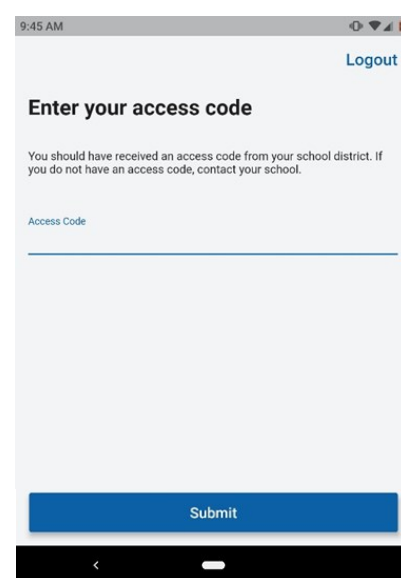 9:45 AM
Logout
Enter your access code
You should have received an access code from your school district. If
you do not have an access code, contact your school.
Access Code
Submit